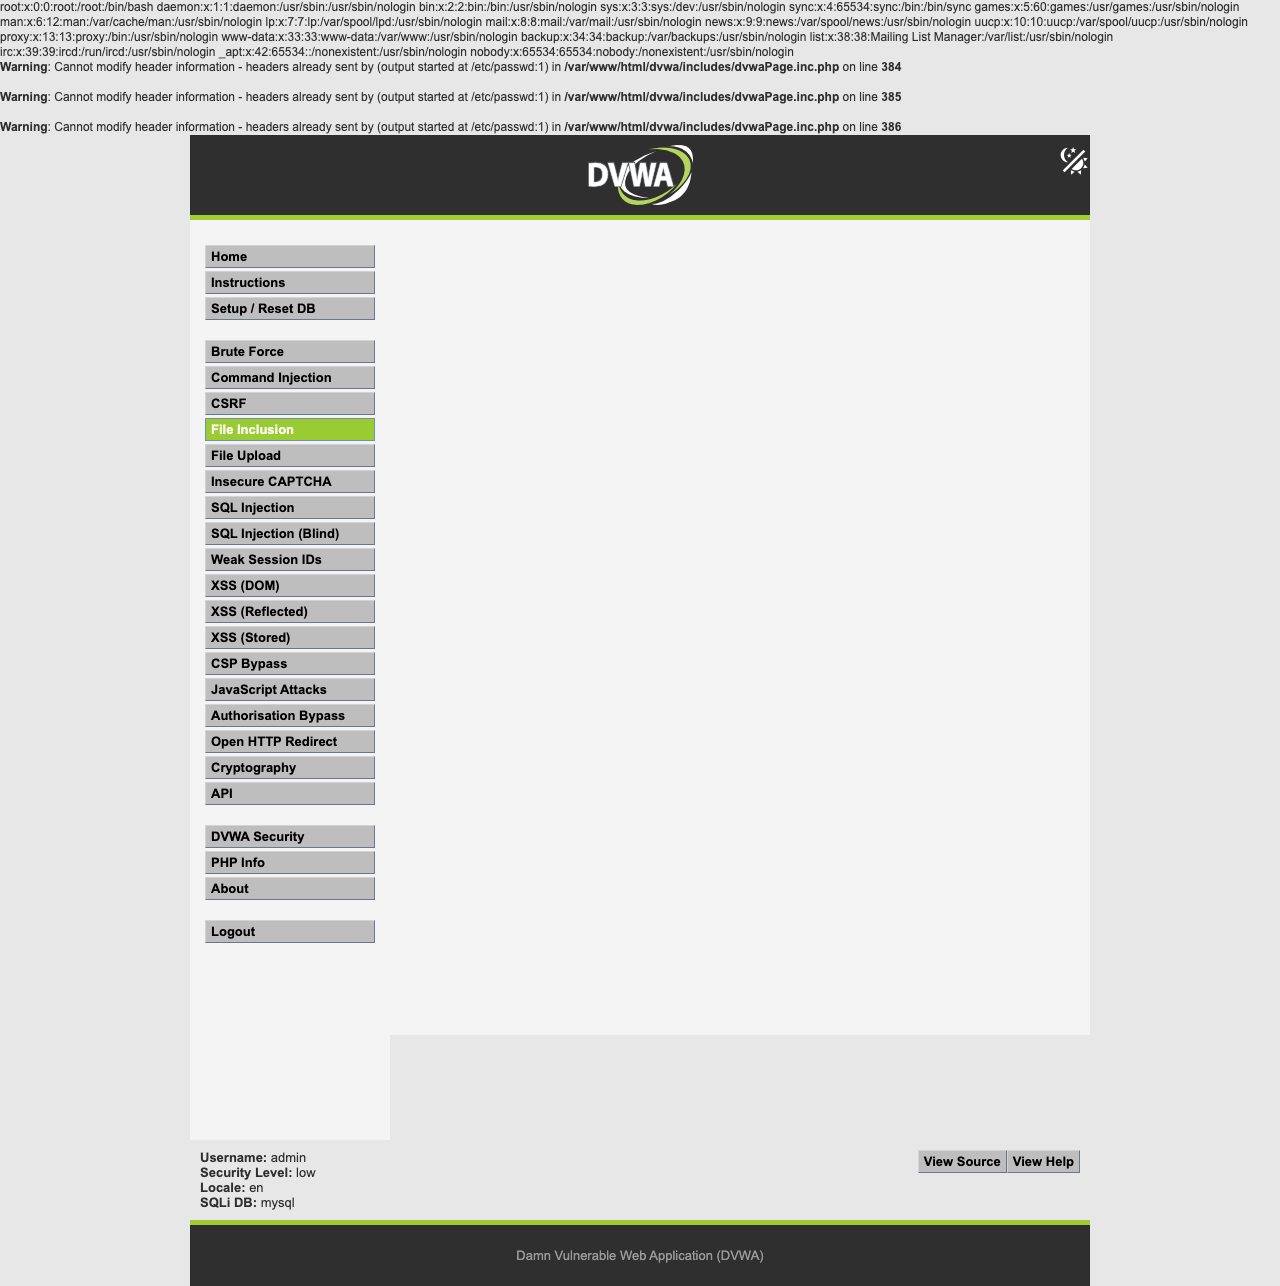 root:x:0:0:root:/root:/bin/bash daemon:x:1:1:daemon:/usr/sbin:/usr/sbin/nologin bin:x:2:2:bin:/bin:/usr/sbin/nologin sys:x:3:3:sys:/dev:/usr/sbin/nologin sync:x:4:65534:sync:/bin:/bin/sync games:x:5:60:games:/usr/games:/usr/sbin/nologin
man:x:6:12:man:/var/cache/man:/usr/sbin/nologin lp:x:7:7:lp:/var/spool/lpd:/usr/sbin/nologin mail:x:8:8:mail:/var/mail:/usr/sbin/nologin news:x:9:9:news:/var/spool/news:/usr/sbin/nologin uucp:x:10:10:uucp:/var/spool/uucp:/usr/sbin/nologin
proxy:x:13:13:proxy:/bin:/usr/sbin/nologin www-data:x:33:33:www-data:/var/www:/usr/sbin/nologin backup:x:34:34:backup:/var/backups:/usr/sbin/nologin list:x:38:38:Mailing List Manager:/var/list:/usr/sbin/nologin
irc:x:39:39:ircd:/run/ircd:/usr/sbin/nologin _apt:x:42:65534::/nonexistent:/usr/sbin/nologin nobody:x:65534:65534:nobody:/nonexistent:/usr/sbin/nologin
Warning: Cannot modify header information - headers already sent by (output started at /etc/passwd:1) in /var/www/html/dvwa/includes/dvwaPage.inc.php on line 384
Warning: Cannot modify header information - headers already sent by (output started at /etc/passwd:1) in /var/www/html/dvwa/includes/dvwaPage.inc.php on line 385
Warning: Cannot modify header information - headers already sent by (output started at /etc/passwd:1) in /var/www/html/dvwa/includes/dvwaPage.inc.php on line 386
DVWA
Home
Instructions
Setup / Reset DB
Brute Force
Command Injection
CSRF
File Inclusion
File Upload
Insecure CAPTCHA
SQL Injection
SQL Injection (Blind)
Weak Session IDs
XSS (DOM)
XSS (Reflected)
XSS (Stored)
CSP Bypass
JavaScript Attacks
Authorisation Bypass
Open HTTP Redirect
Cryptography
API
DVWA Security
PHP Info
About
Logout
Username: admin
Security Level: low
Locale: en
SQLi DB: mysql
View Source View Help
Damn Vulnerable Web Application (DVWA)